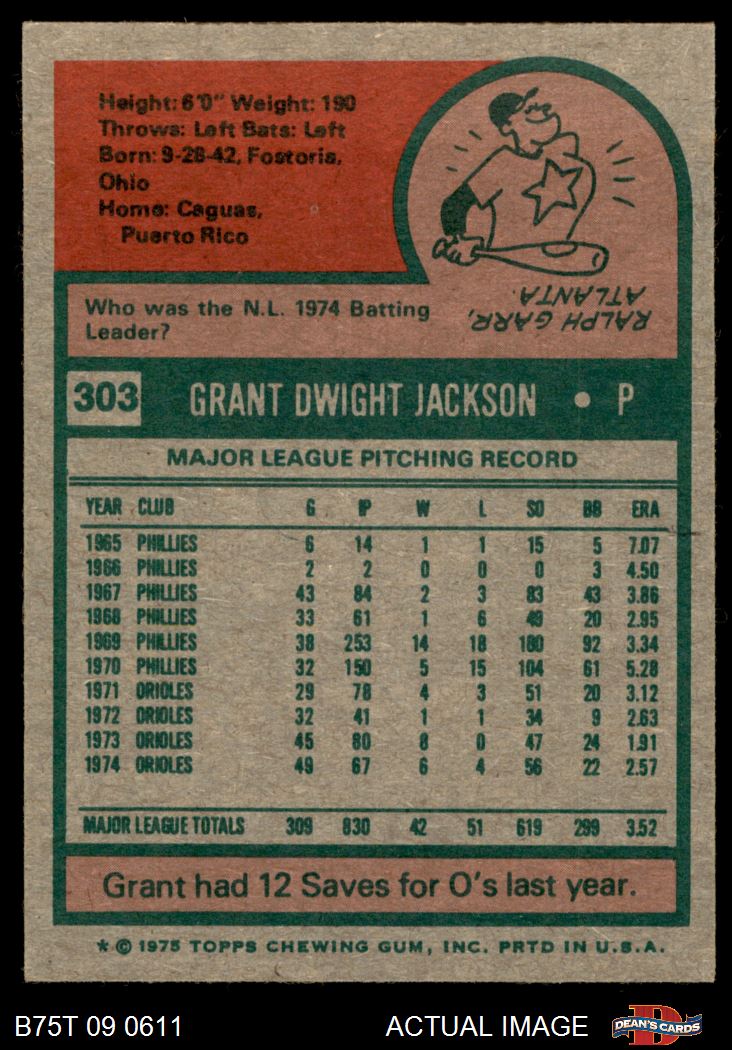 Height: 6'0" Weight: 190
Throws: Left Bats: Left
Born: 9-28-42, Fostoria,
Ohio
Home: Caguas,
Puerto Rico
Who was the N.L. 1974 Batting
Leader?
RALPH GARR,
ATLANTA.
303 GRANT DWIGHT JACKSON • P
MAJOR LEAGUE PITCHING RECORD
YEAR CLUB G IP W L SO BB ERA
1965 PHILLIES 6 14 1 1 15 5 7.07
1966 PHILLIES 2 2 0 0 0 3 4.50
1967 PHILLIES 43 84 2 3 83 43 3.86
1968 PHILLIES 33 61 1 6 49 20 2.95
1969 PHILLIES 38 253 14 18 180 92 3.34
1970 PHILLIES 32 150 5 15 104 61 5.28
1971 ORIOLES 29 78 4 3 51 20 3.12
1972 ORIOLES 32 41 1 1 34 9 2.63
1973 ORIOLES 45 80 8 0 47 24 1.91
1974 ORIOLES 49 67 6 4 56 22 2.57
MAJOR LEAGUE TOTALS 309 830 42 51 619 299 3.52
Grant had 12 Saves for O's last year.
* © 1975 TOPPS CHEWING GUM, INC. PRTD IN U.S.A.
B75T 09 0611 ACTUAL IMAGE D DEAN'S CARDS